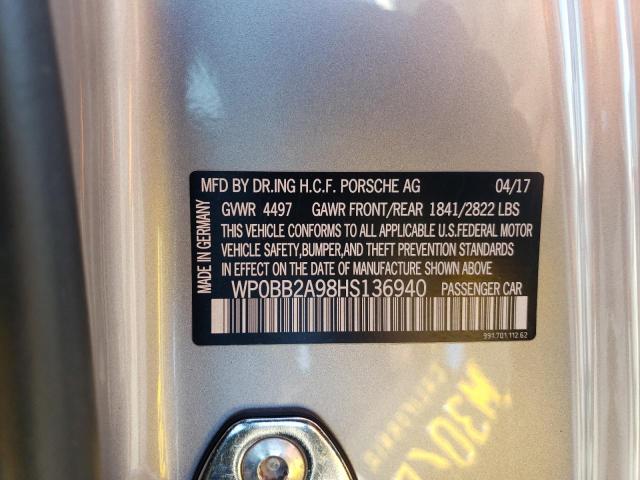 MFD BY DR.ING H.C.F. PORSCHE AG 04/17
GVWR 4497 GAWR FRONT/REAR 1841/2822 LBS
THIS VEHICLE CONFORMS TO ALL APPLICABLE U.S.FEDERAL MOTOR
VEHICLE SAFETY,BUMPER,AND THEFT PREVENTION STANDARDS
IN EFFECT ON THE DATE OF MANUFACTURE SHOWN ABOVE
WP0BB2A98HS136940 PASSENGER CAR
991.701.112.62
MADE IN GERMANY
CALIFORNIA